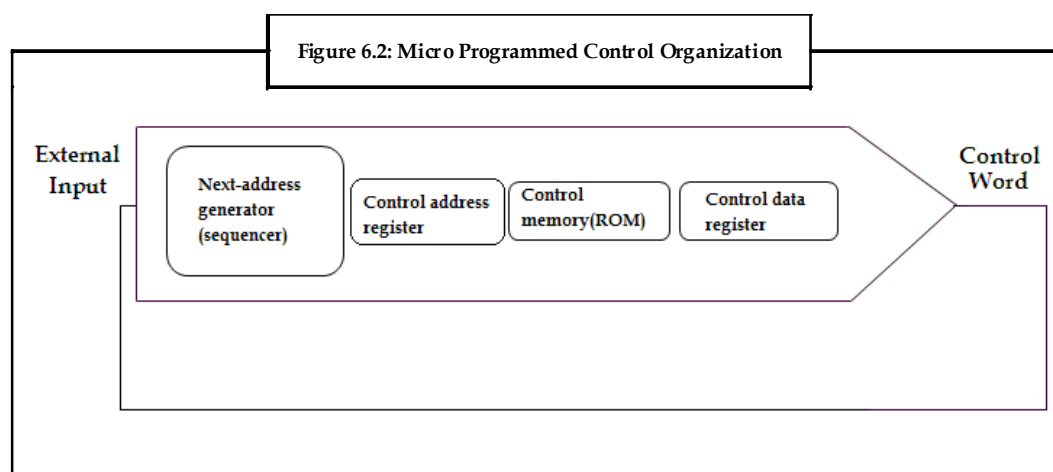 Figure 6.2: Micro Programmed Control Organization
External
Input
Next-address
generator
(sequencer)
Control address
register
Control
memory(ROM)
Control data
register
Control
Word